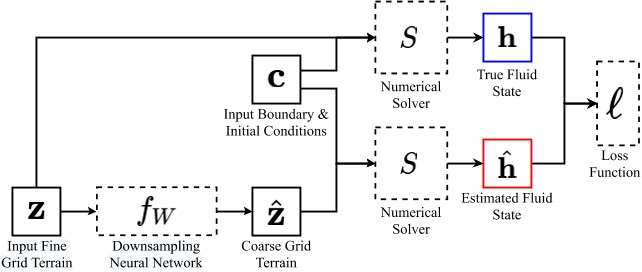 S
Numerical
Solver
h
True Fluid
State
c
Input Boundary &
Initial Conditions
ℓ
Loss
Function
S
Numerical
Solver
ĥ
Estimated Fluid
State
z
Input Fine
Grid Terrain
f_W
Downsampling
Neural Network
ẑ
Coarse Grid
Terrain